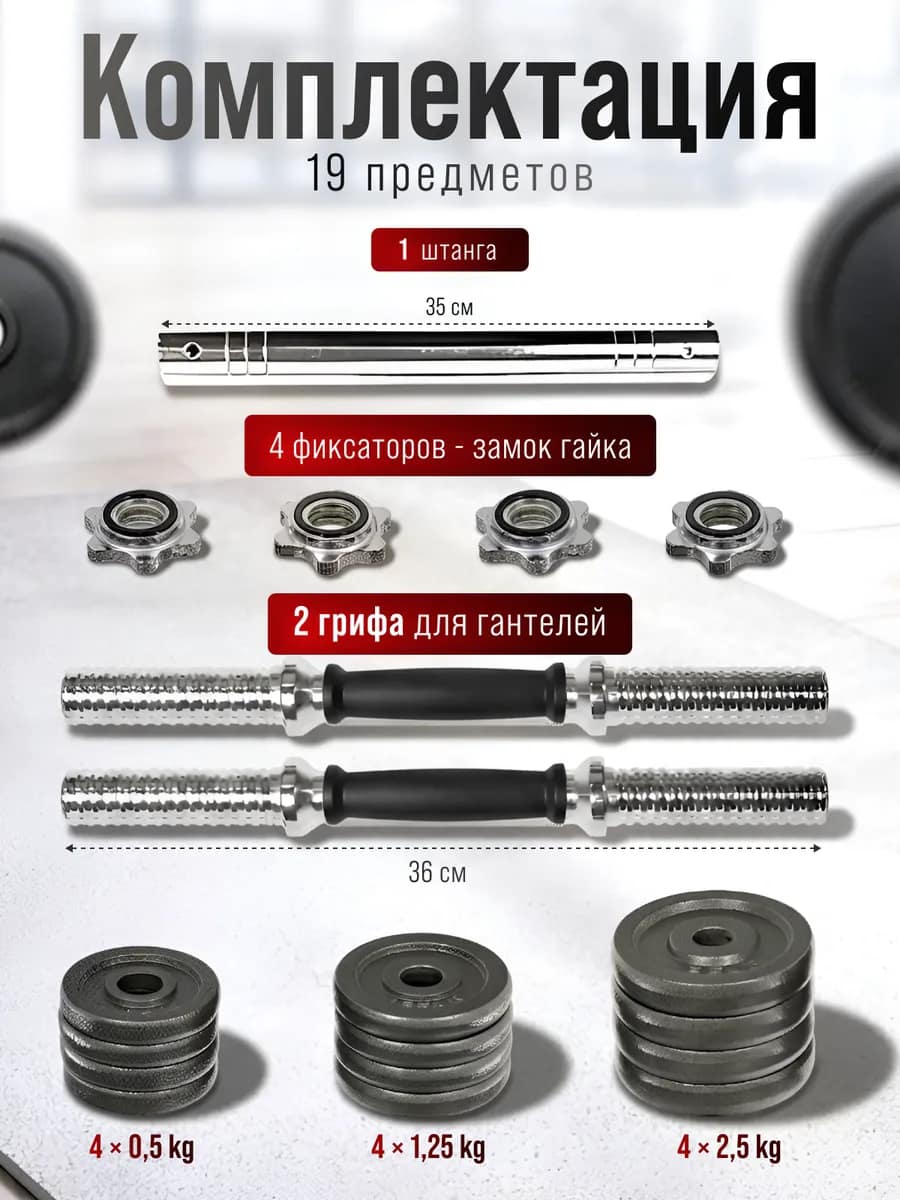 Комплектация
19 предметов
1 штанга
35 см
4 фиксаторов - замок гайка
2 грифа для гантелей
36 см
4 × 0,5 kg
4 × 1,25 kg
4 × 2,5 kg